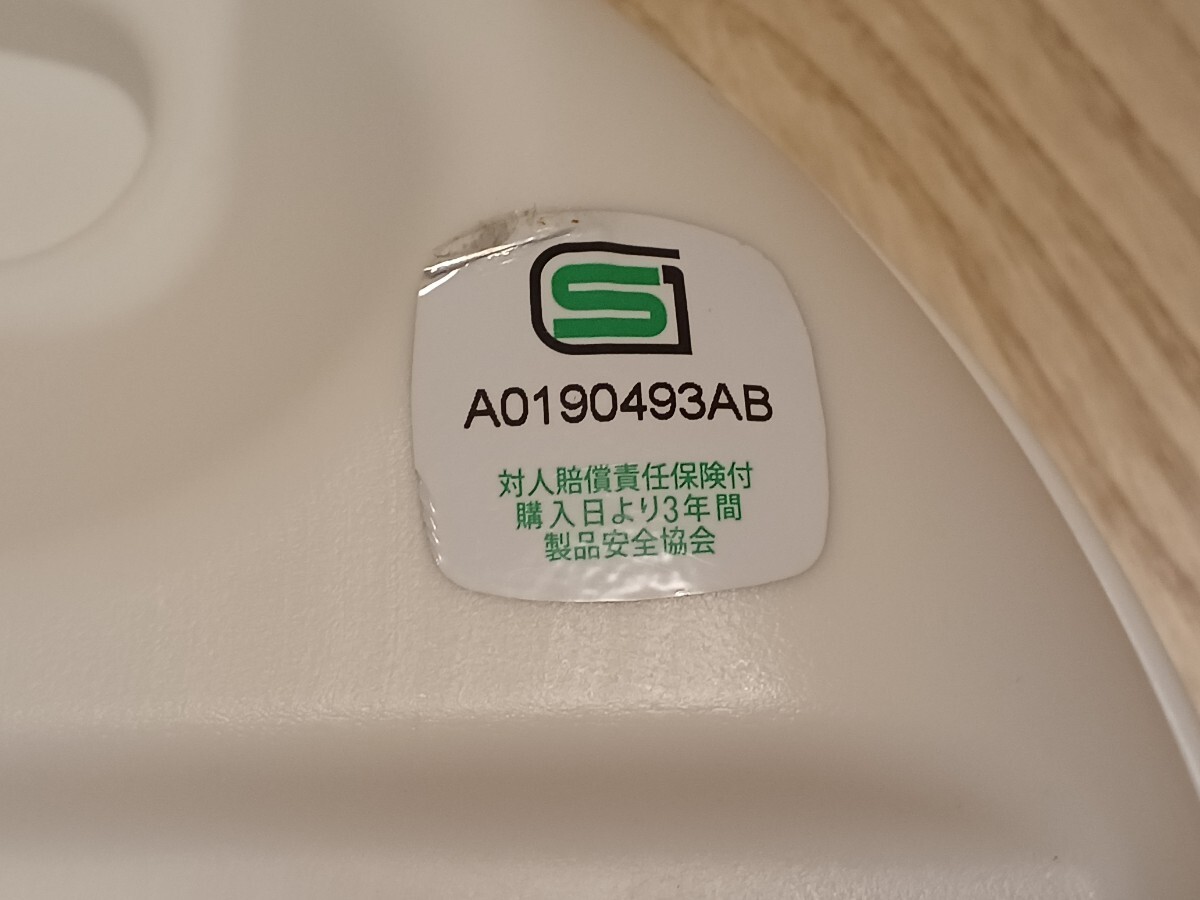 SG
A0190493AB
対人賠償責任保険付
購入日より3年間
製品安全協会